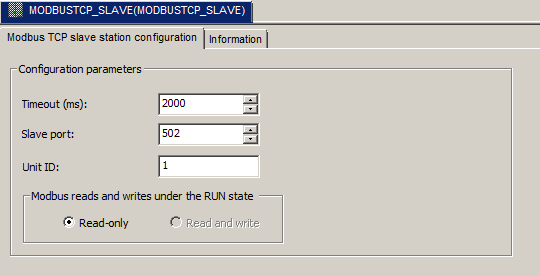 MODBUSTCP_SLAVE(MODBUSTCP_SLAVE)
Modbus TCP slave station configuration Information
Configuration parameters
Timeout (ms): 2000
Slave port: 502
Unit ID: 1
Modbus reads and writes under the RUN state
Read-only Read and write